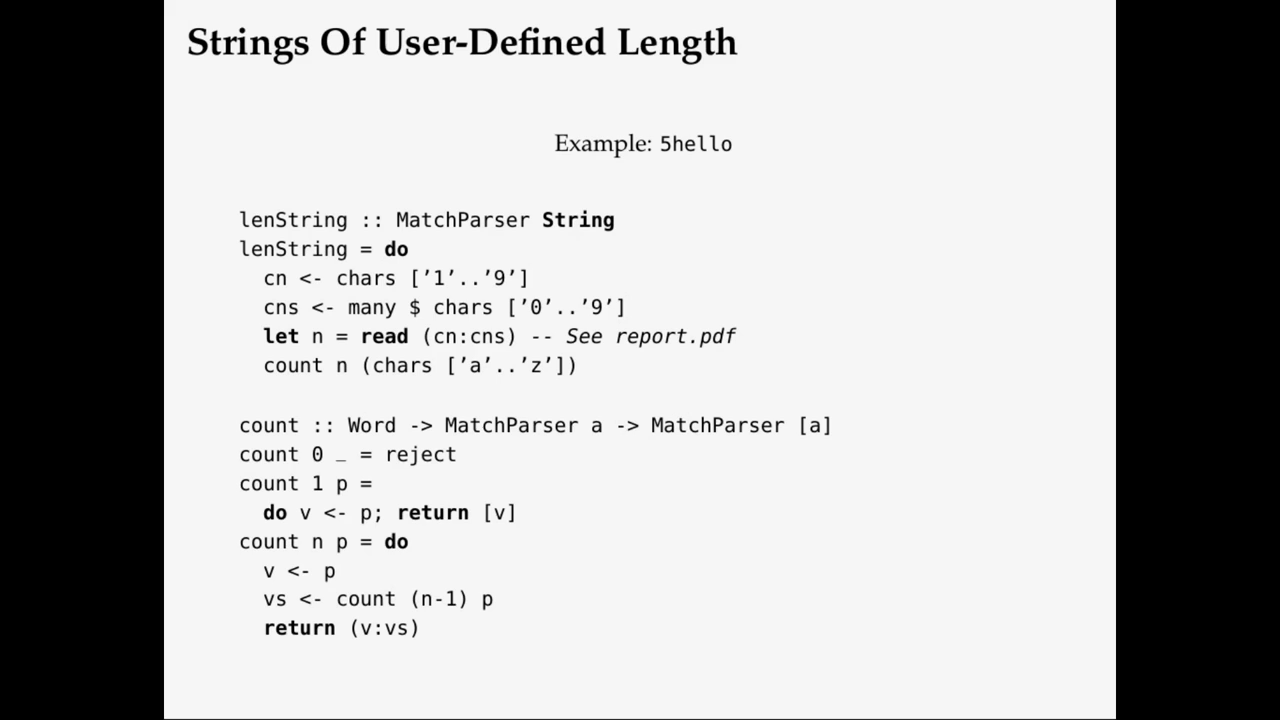 Strings Of User-Defined Length
Example: 5hello
lenString :: MatchParser String
lenString = do
  cn <- chars [’1’..’9’]
  cns <- many $ chars [’0’..’9’]
  let n = read (cn:cns) -- See report.pdf
  count n (chars [’a’..’z’])
count :: Word -> MatchParser a -> MatchParser [a]
count 0 _ = reject
count 1 p =
  do v <- p; return [v]
count n p = do
  v <- p
  vs <- count (n-1) p
  return (v:vs)